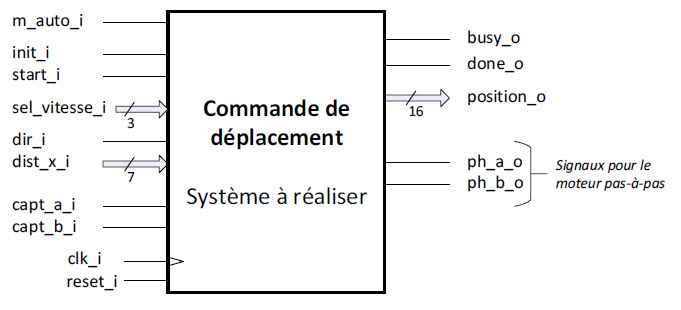 m_auto_i
init_i
start_i
sel_vitesse_i
3
dir_i
dist_x_i
7
capt_a_i
capt_b_i
clk_i
reset_i
Commande de
déplacement
Système à réaliser
busy_o
done_o
position_o
16
ph_a_o
ph_b_o
Signaux pour le
moteur pas-à-pas